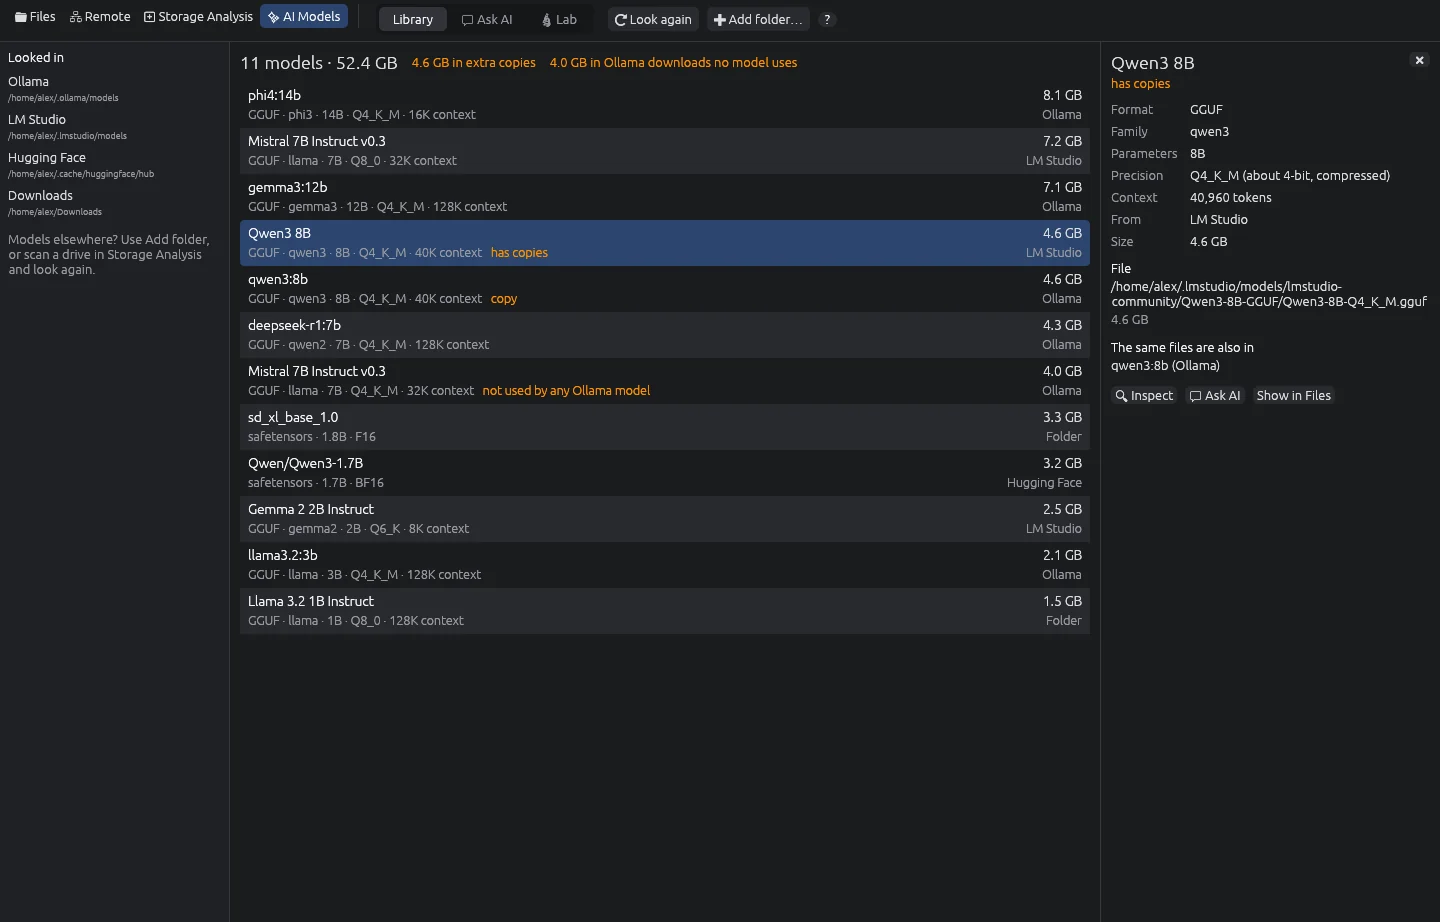 Files Remote Storage Analysis AI Models Library Ask AI Lab Look again Add folder... ?
Looked in
Ollama
/home/alex/.ollama/models
LM Studio
/home/alex/.lmstudio/models
Hugging Face
/home/alex/.cache/huggingface/hub
Downloads
/home/alex/Downloads
Models elsewhere? Use Add folder,
or scan a drive in Storage Analysis
and look again.
11 models · 52.4 GB 4.6 GB in extra copies 4.0 GB in Ollama downloads no model uses
phi4:14b 8.1 GB
GGUF · phi3 · 14B · Q4_K_M · 16K context Ollama
Mistral 7B Instruct v0.3 7.2 GB
GGUF · llama · 7B · Q8_0 · 32K context LM Studio
gemma3:12b 7.1 GB
GGUF · gemma3 · 12B · Q4_K_M · 128K context Ollama
Qwen3 8B 4.6 GB
GGUF · qwen3 · 8B · Q4_K_M · 40K context has copies LM Studio
qwen3:8b 4.6 GB
GGUF · qwen3 · 8B · Q4_K_M · 40K context copy Ollama
deepseek-r1:7b 4.3 GB
GGUF · qwen2 · 7B · Q4_K_M · 128K context Ollama
Mistral 7B Instruct v0.3 4.0 GB
GGUF · llama · 7B · Q4_K_M · 32K context not used by any Ollama model Ollama
sd_xl_base_1.0 3.3 GB
safetensors · 1.8B · F16 Folder
Qwen/Qwen3-1.7B 3.2 GB
safetensors · 1.7B · BF16 Hugging Face
Gemma 2 2B Instruct 2.5 GB
GGUF · gemma2 · 2B · Q6_K · 8K context LM Studio
llama3.2:3b 2.1 GB
GGUF · llama · 3B · Q4_K_M · 128K context Ollama
Llama 3.2 1B Instruct 1.5 GB
GGUF · llama · 1B · Q8_0 · 128K context Folder
Qwen3 8B
has copies
Format GGUF
Family qwen3
Parameters 8B
Precision Q4_K_M (about 4-bit, compressed)
Context 40,960 tokens
From LM Studio
Size 4.6 GB
File
/home/alex/.lmstudio/models/lmstudio-
community/Qwen3-8B-GGUF/Qwen3-8B-Q4_K_M.gguf
4.6 GB
The same files are also in
qwen3:8b (Ollama)
Inspect Ask AI Show in Files